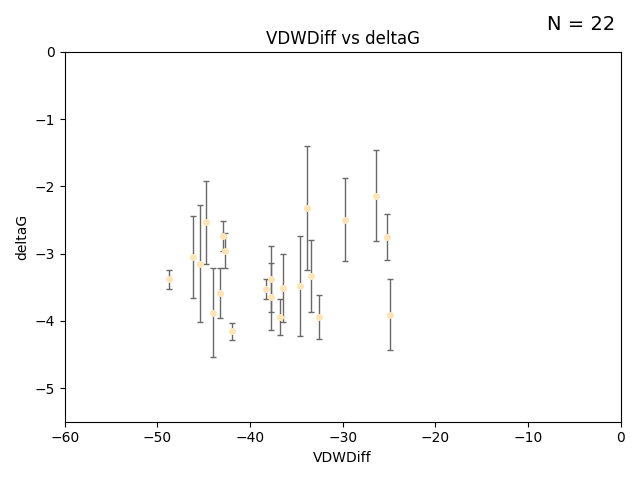 N = 22
VDWDiff vs deltaG
0
−1
−2
−3
−4
−5
deltaG
−60 −50 −40 −30 −20 −10 0
VDWDiff